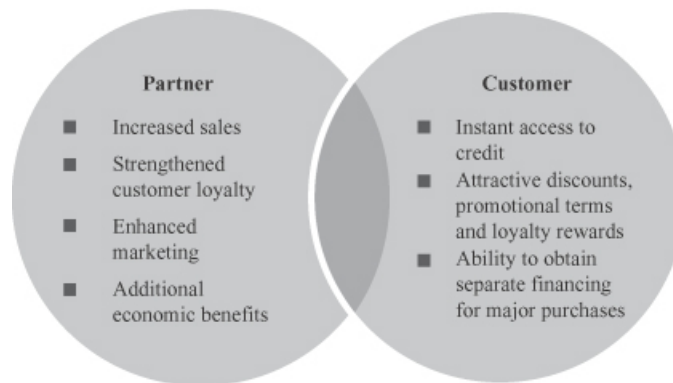 Partner
Increased sales
Strengthened
customer loyalty
Enhanced
marketing
Additional
economic benefits
Customer
Instant access to
credit
Attractive discounts,
promotional terms
and loyalty rewards
Ability to obtain
separate financing
for major purchases